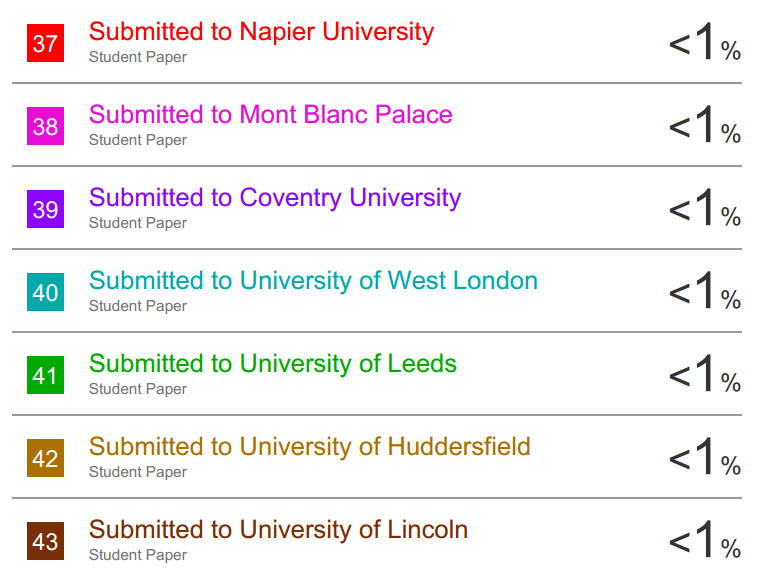 37 Submitted to Napier University <1%
Student Paper
38 Submitted to Mont Blanc Palace <1%
Student Paper
39 Submitted to Coventry University <1%
Student Paper
40 Submitted to University of West London <1%
Student Paper
41 Submitted to University of Leeds <1%
Student Paper
42 Submitted to University of Huddersfield <1%
Student Paper
43 Submitted to University of Lincoln <1%
Student Paper